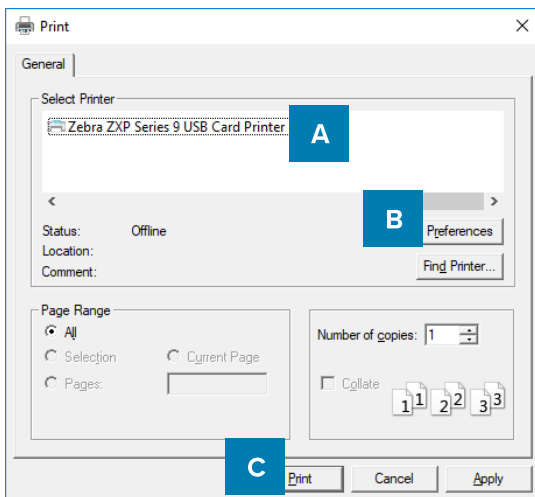 Print
General
Select Printer
Zebra ZXP Series 9 USB Card Printer
A
B
Status: Offline
Preferences
Location:
Comment:
Find Printer...
Page Range
All
Selection
Current Page
Pages:
Number of copies: 1
Collate
1 1 2 2 3 3
C
Print
Cancel
Apply